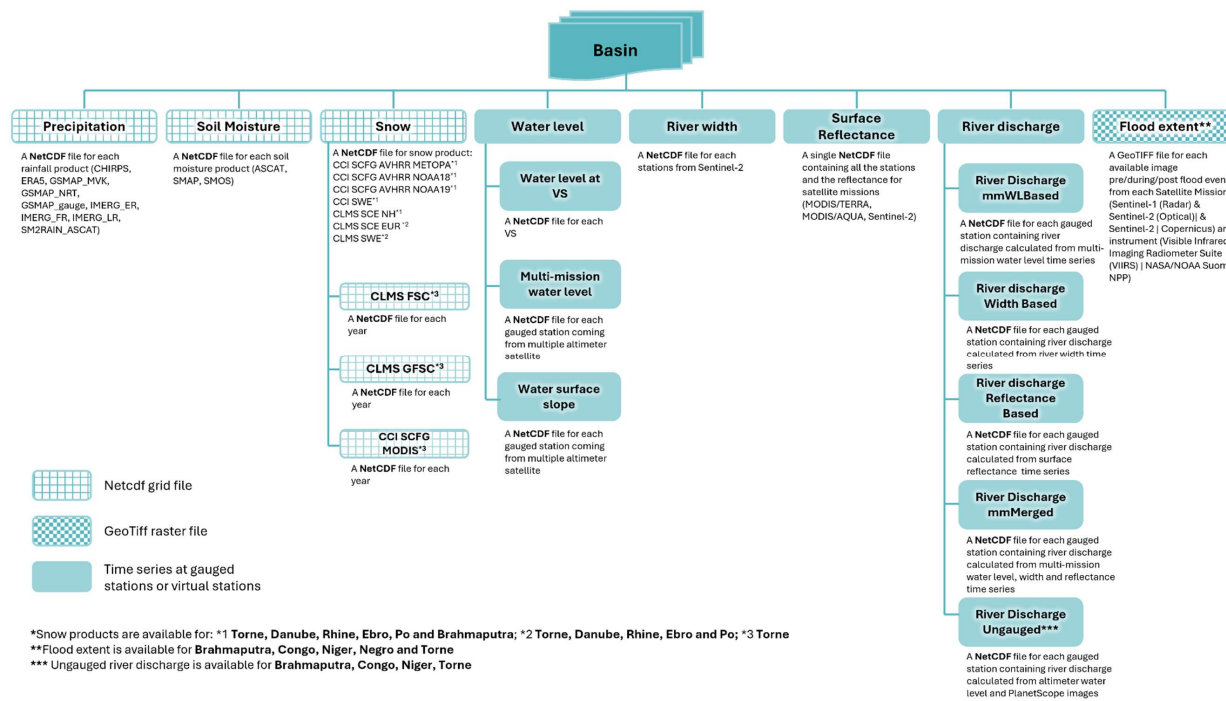 Basin
Precipitation
A NetCDF file for each
rainfall product (CHIRPS,
ERA5, GSMAP_MVK,
GSMAP_NRT,
GSMAP_gauge, IMERG_ER,
IMERG_FR, IMERG_LR,
SM2RAIN_ASCAT)
Soil Moisture
A NetCDF file for each soil
moisture product (ASCAT,
SMAP, SMOS)
Snow
A NetCDF file for snow product:
CCI SCFG AVHRR METOPA*1
CCI SCFG AVHRR NOAA18*1
CCI SCFG AVHRR NOAA19*1
CCI SWE*1
CLMS SCE NH*1
CLMS SCE EUR *2
CLMS SWE*2
CLMS FSC*3
A NetCDF file for each
year
CLMS GFSC*3
A NetCDF file for each
year
CCI SCFG
MODIS*3
A NetCDF file for each
year
Water level
Water level at
VS
A NetCDF file for each
VS
Multi-mission
water level
A NetCDF file for each
gauged station coming
from multiple altimeter
satellite
Water surface
slope
A NetCDF file for each
gauged station coming
from multiple altimeter
satellite
River width
A NetCDF file for each
stations from Sentinel-2
Surface
Reflectance
A single NetCDF file
containing all the stations
and the reflectance for
satellite missions
(MODIS/TERRA,
MODIS/AQUA, Sentinel-2)
River discharge
River Discharge
mmWLBased
A NetCDF file for each gauged
station containing river
discharge calculated from multi-
mission water level time series
River discharge
Width Based
A NetCDF file for each gauged
station containing river discharge
calculated from river width time
series
River discharge
Reflectance
Based
A NetCDF file for each gauged
station containing river discharge
calculated from surface
reflectance time series
River Discharge
mmMerged
A NetCDF file for each gauged
station containing river discharge
calculated from multi-mission
water level, width and reflectance
time series
River Discharge
Ungauged***
A NetCDF file for each gauged
station containing river discharge
calculated from altimeter water
level and PlanetScope images
Flood extent**
A GeoTIFF file for each
available image
pre/during/post flood even
from each Satellite Mission
(Sentinel-1 (Radar) &
Sentinel-2 (Optical)| &
Sentinel-2 | Copernicus) an
instrument (Visible Infrared
Imaging Radiometer Suite
(VIIRS) | NASA/NOAA Suom
NPP)
Netcdf grid file
GeoTiff raster file
Time series at gauged
stations or virtual stations
*Snow products are available for: *1 Torne, Danube, Rhine, Ebro, Po and Brahmaputra; *2 Torne, Danube, Rhine, Ebro and Po; *3 Torne
**Flood extent is available for Brahmaputra, Congo, Niger, Negro and Torne
*** Ungauged river discharge is available for Brahmaputra, Congo, Niger, Torne